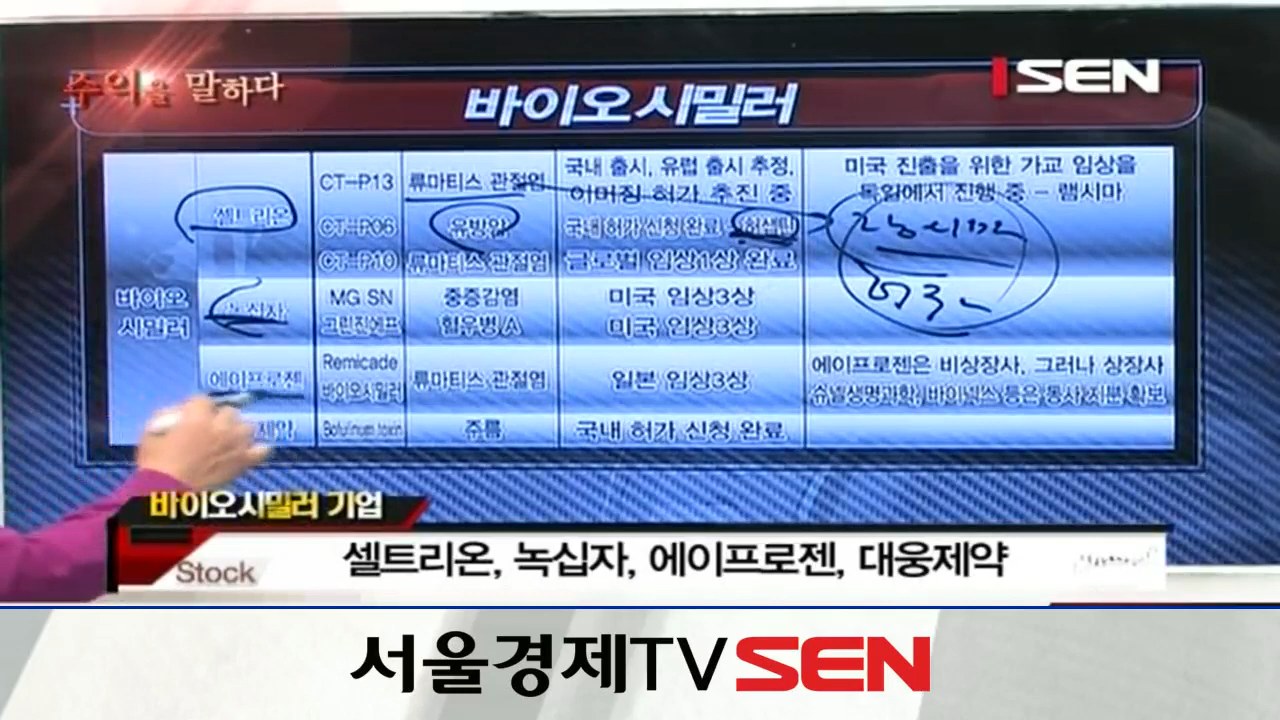 수익을 말하다
SEN
바이오 시밀러
바이오
시밀러
셀트리온
CT-P13
류마티스 관절염
국내 출시, 유럽 출시 추정,
이머징 허가 추진 중
미국 진출을 위한 가교 임상을
독일에서 진행 중 - 램시마
CT-P06
유방암
국내 허가 신청 완료 - 허셉틴
CT-P10
류마티스 관절염
글로벌 임상1상 완료
녹십자
MG SN
중증감염
미국 임상3상
그린진에프
혈우병 A
미국 임상3상
에이프로젠
Remicade
바이오시밀러
류마티스 관절염
일본 임상3상
에이프로젠은 비상장사, 그러나 상장사
슈넬생명과학, 바이넥스 등은 동사 지분 확보
제약
Botulinum toxin
주름
국내 허가 신청 완료
바이오시밀러 기업
Stock
셀트리온, 녹십자, 에이프로젠, 대웅제약
서울경제TV SEN